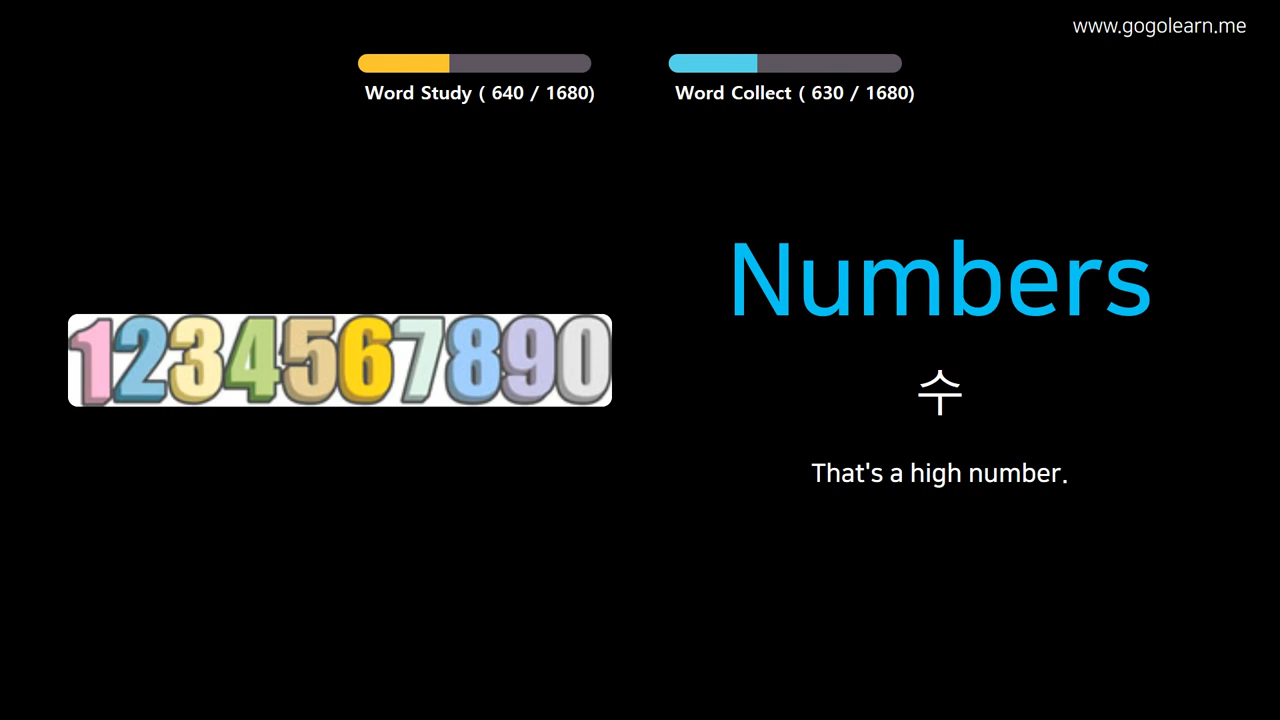 www.gogolearn.me
Word Study ( 640 / 1680)
Word Collect ( 630 / 1680)
1234567890
Numbers
수
That's a high number.